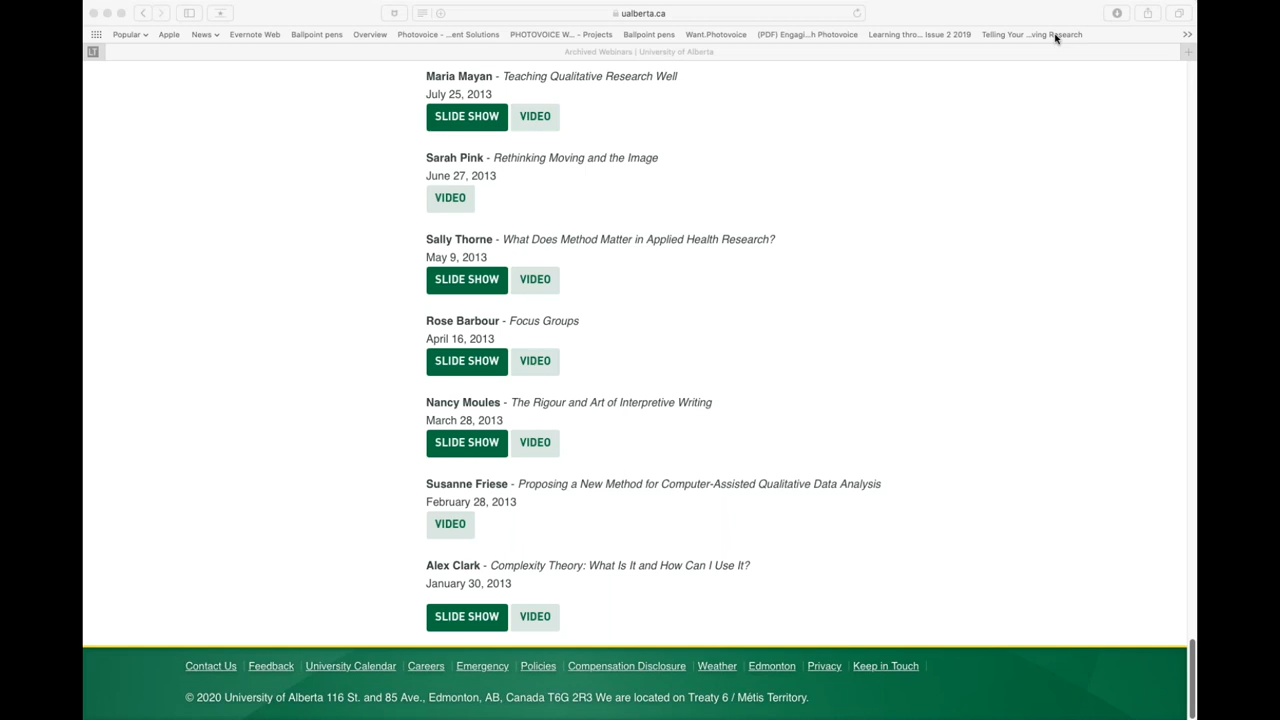 ualberta.ca
Popular Apple News Evernote Web Ballpoint pens Overview Photovoice - ...ent Solutions PHOTOVOICE W... - Projects Ballpoint pens Want.Photovoice (PDF) Engagi...h Photovoice Learning thro... Issue 2 2019 Telling Your ...ving Research
LT Archived Webinars | University of Alberta
Maria Mayan - Teaching Qualitative Research Well
July 25, 2013
SLIDE SHOW VIDEO
Sarah Pink - Rethinking Moving and the Image
June 27, 2013
VIDEO
Sally Thorne - What Does Method Matter in Applied Health Research?
May 9, 2013
SLIDE SHOW VIDEO
Rose Barbour - Focus Groups
April 16, 2013
SLIDE SHOW VIDEO
Nancy Moules - The Rigour and Art of Interpretive Writing
March 28, 2013
SLIDE SHOW VIDEO
Susanne Friese - Proposing a New Method for Computer-Assisted Qualitative Data Analysis
February 28, 2013
VIDEO
Alex Clark - Complexity Theory: What Is It and How Can I Use It?
January 30, 2013
SLIDE SHOW VIDEO
Contact Us | Feedback | University Calendar | Careers | Emergency | Policies | Compensation Disclosure | Weather | Edmonton | Privacy | Keep in Touch |
© 2020 University of Alberta 116 St. and 85 Ave., Edmonton, AB, Canada T6G 2R3 We are located on Treaty 6 / Métis Territory.